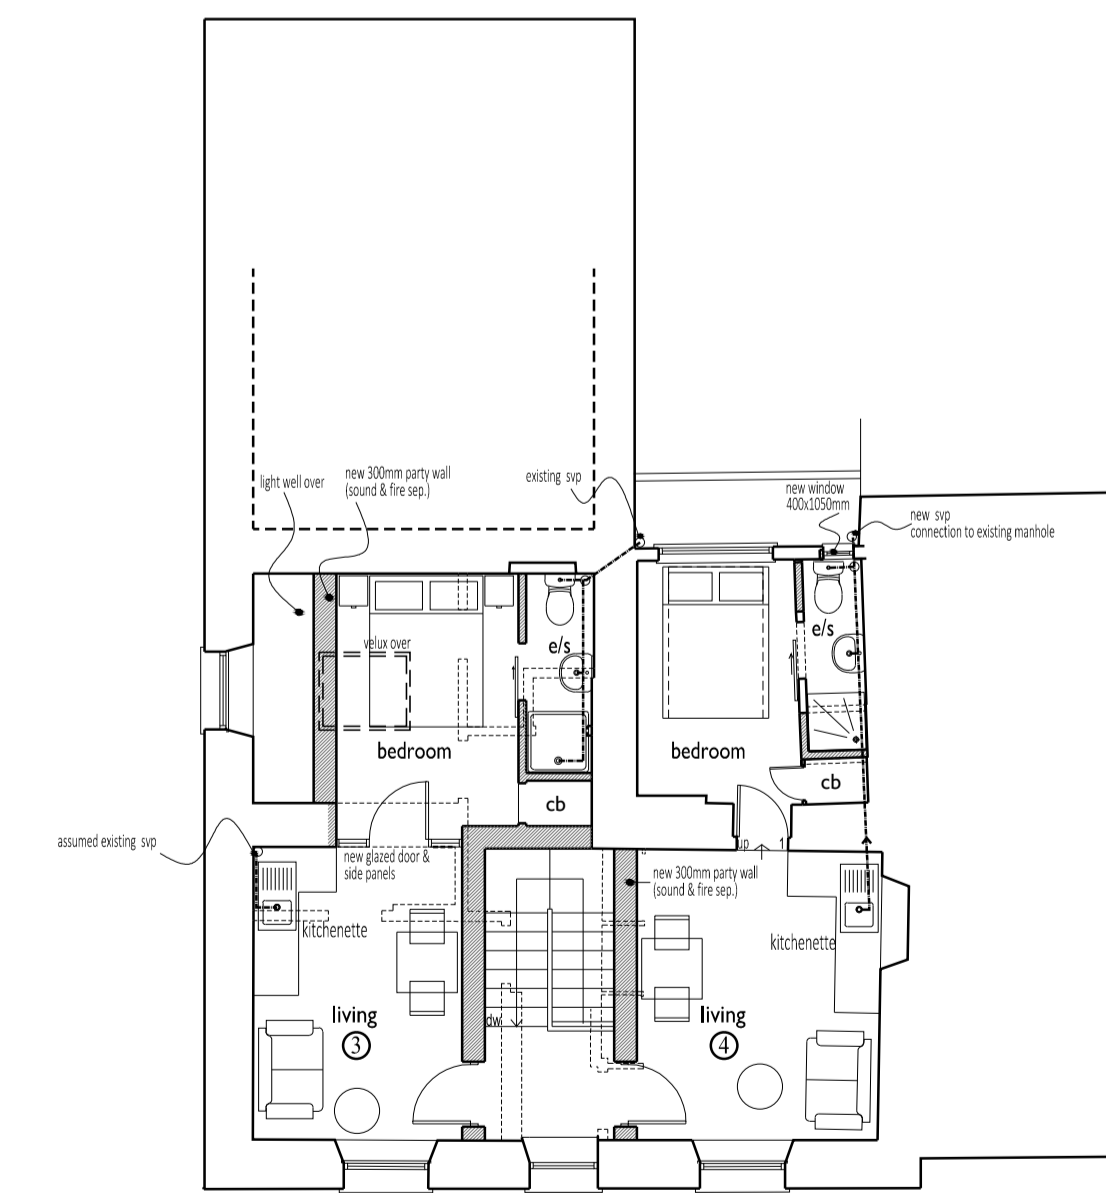 light well over
new 300mm party wall
(sound & fire sep.)
existing svp
new window
400x1050mm
new svp
connection to existing manhole
velux over
e/s
e/s
bedroom
bedroom
cb
cb
assumed existing svp
new glazed door &
side panels
up 1
new 300mm party wall
(sound & fire sep.)
kitchenette
kitchenette
living
3
dw
living
4